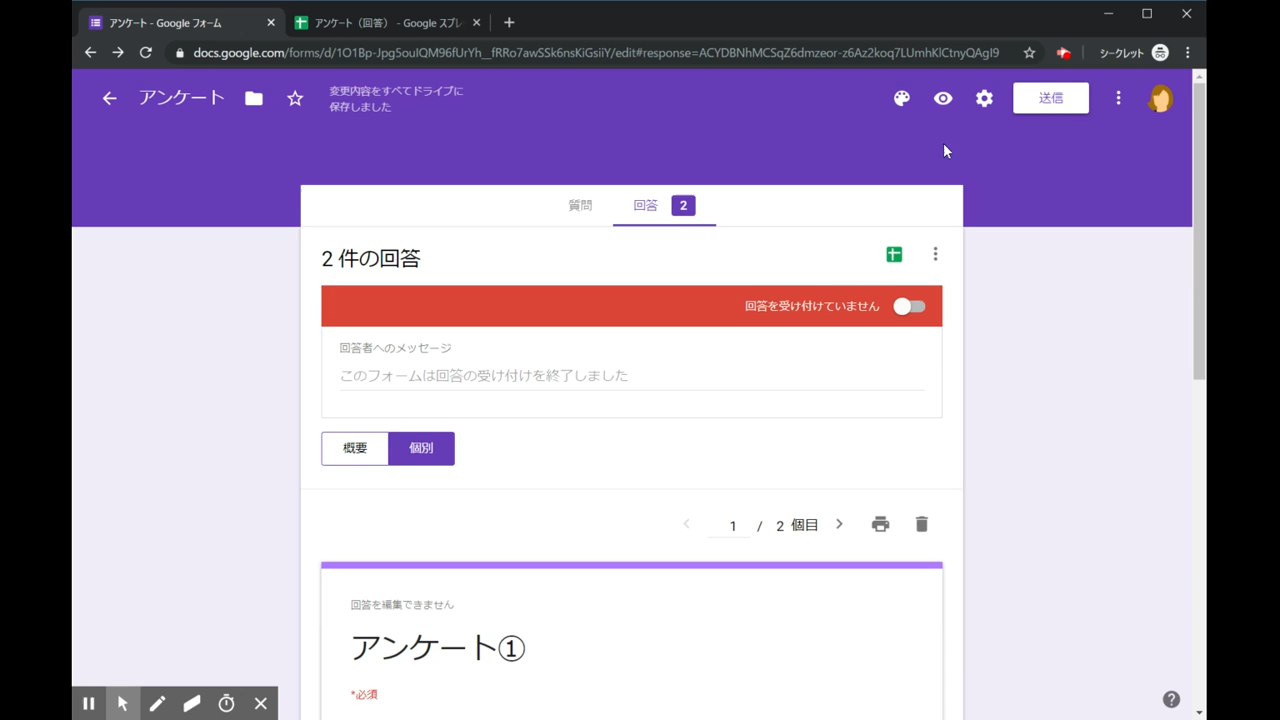 アンケート - Google フォーム
アンケート（回答） - Google スプレ
docs.google.com/forms/d/1O1Bp-Jpg5ouIQM96fUrYh__fRRo7awSSk6nsKiGsiiY/edit#response=ACYDBNhMCSqZ6dmzeor-z6Az2koq7LUmhKlCtnyQAgI9
シークレット
アンケート
変更内容をすべてドライブに
保存しました
送信
質問
回答
2
2 件の回答
回答を受け付けていません
回答者へのメッセージ
このフォームは回答の受け付けを終了しました
概要
個別
1 / 2 個目
回答を編集できません
アンケート①
*必須